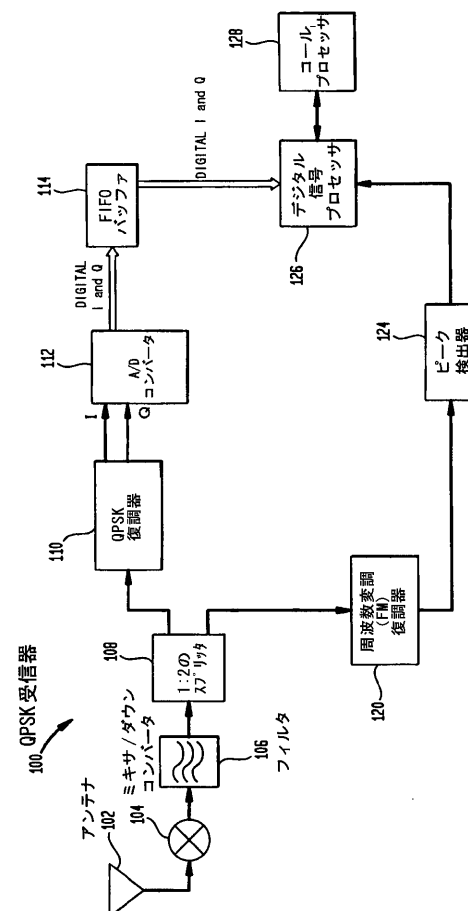 100 QPSK 受信器
アンテナ
102
ミキサ/ダウン
コンバータ
104
106
フィルタ
108
1:2の
スプリッタ
110
QPSK
復調器
I
Q
112
A/D
コンバータ
DIGITAL
I and Q
114
FIFO
バッファ
DIGITAL I and Q
周波数変調
(FM)
復調器
120
124
ピーク
検出器
デジタル
信号
プロセッサ
126
128
コール
プロセッサ